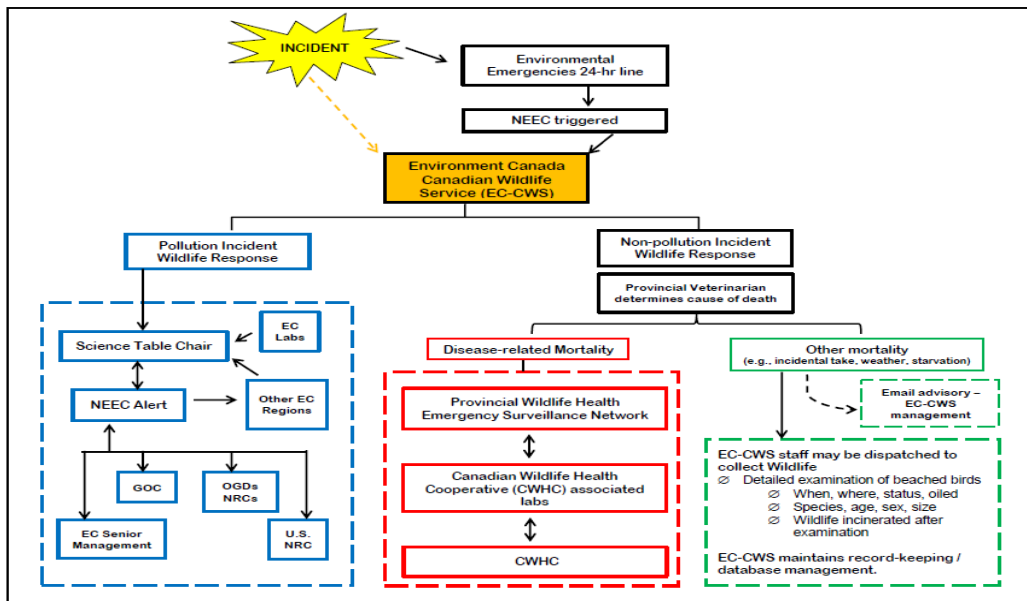 INCIDENT
Environmental
Emergencies 24-hr line
NEEC triggered
Environment Canada
Canadian Wildlife
Service (EC-CWS)
Pollution Incident
Wildlife Response
Non-pollution Incident
Wildlife Response
Provincial Veterinarian
determines cause of death
Science Table Chair
EC
Labs
NEEC Alert
Other EC
Regions
GOC
OGDs
NRCs
EC Senior
Management
U.S.
NRC
Disease-related Mortality
Provincial Wildlife Health
Emergency Surveillance Network
Canadian Wildlife Health
Cooperative (CWHC) associated
labs
CWHC
Other mortality
(e.g., incidental take, weather, starvation)
Email advisory –
EC-CWS
management
EC-CWS staff may be dispatched to
collect Wildlife
Ø Detailed examination of beached birds
Ø When, where, status, oiled
Ø Species, age, sex, size
Ø Wildlife incinerated after
examination
EC-CWS maintains record-keeping /
database management.